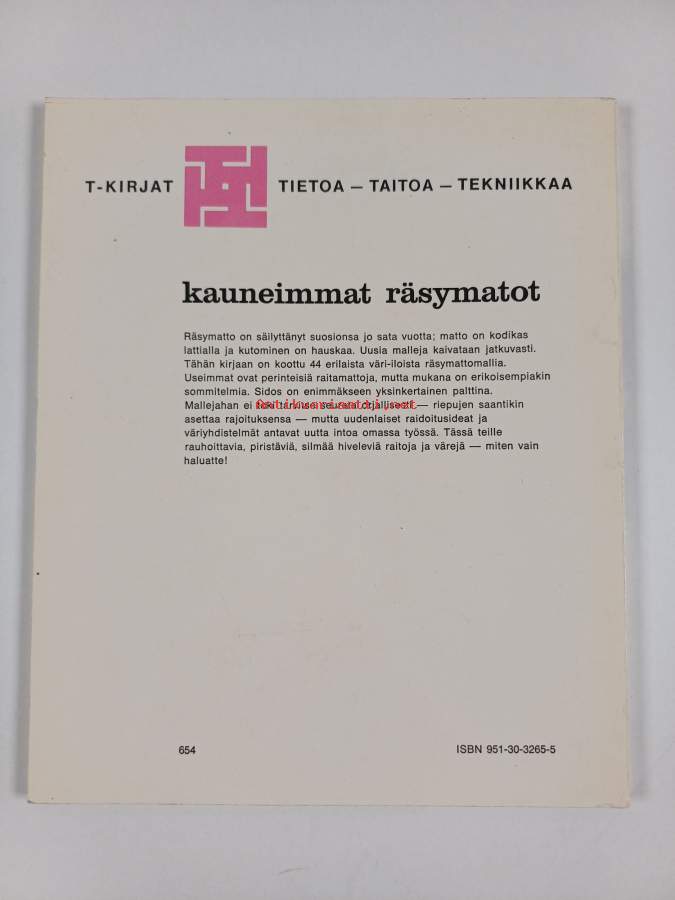 T-KIRJAT TIETOA — TAITOA — TEKNIIKKAA
kauneimmat räsymatot
Räsymatto on säilyttänyt suosionsa jo sata vuotta; matto on kodikas
lattialla ja kutominen on hauskaa. Uusia malleja kaivataan jatkuvasti.
Tähän kirjaan on koottu 44 erilaista väri-iloista räsymattomallia.
Useimmat ovat perinteisiä raitamattoja, mutta mukana on erikoisempiakin
sommitelmia. Sidos on enimmäkseen yksinkertainen palttina.
Mallejahan ei ole — riepujen saantikin
Antikvariaatti.net
asettaa rajoituksensa — mutta uudenlaiset raidoitusideat ja
väriyhdistelmät antavat uutta intoa omassa työssä. Tässä teille
rauhoittavia, piristäviä, silmää hiveleviä raitoja ja värejä — miten vain
haluatte!
654 ISBN 951-30-3265-5